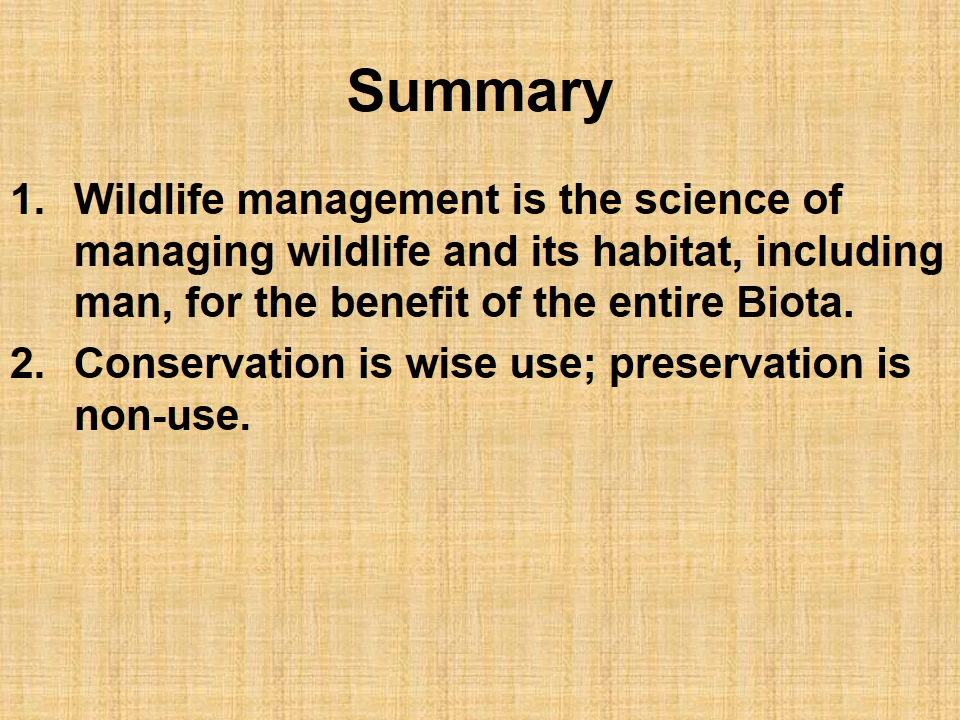 Summary
1. Wildlife management is the science of
managing wildlife and its habitat, including
man, for the benefit of the entire Biota.
2. Conservation is wise use; preservation is
non-use.